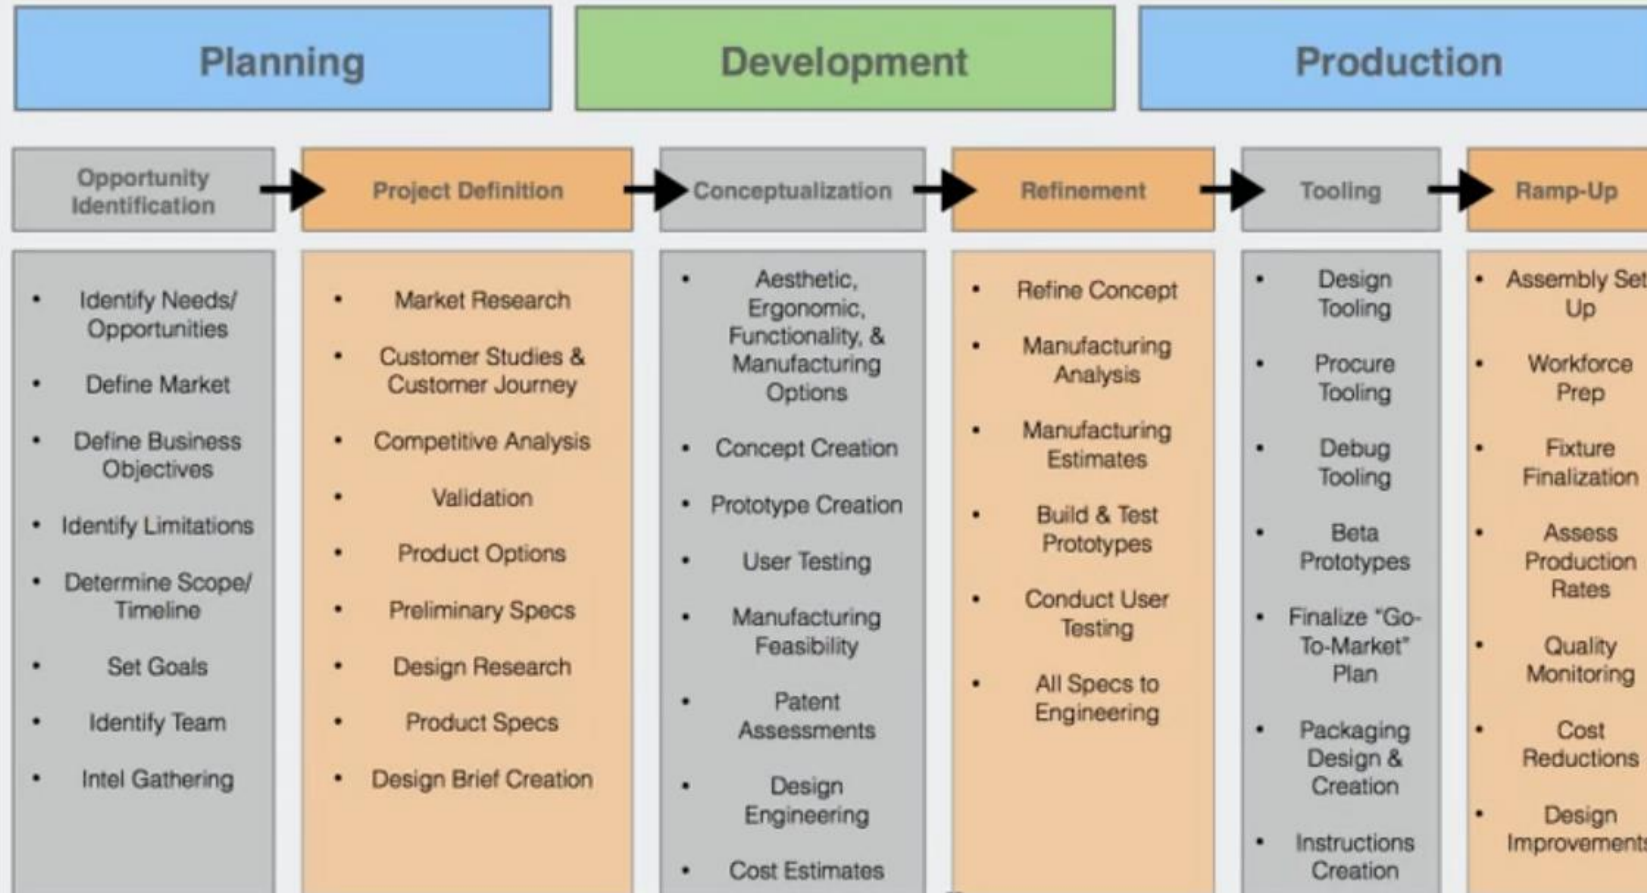 Planning
Development
Production
Opportunity
Identification
Project Definition
Conceptualization
Refinement
Tooling
Ramp-Up
• Identify Needs/
Opportunities
• Define Market
• Define Business
Objectives
• Identify Limitations
• Determine Scope/
Timeline
• Set Goals
• Identify Team
• Intel Gathering
• Market Research
• Customer Studies &
Customer Journey
• Competitive Analysis
• Validation
• Product Options
• Preliminary Specs
• Design Research
• Product Specs
• Design Brief Creation
• Aesthetic,
Ergonomic,
Functionality, &
Manufacturing
Options
• Concept Creation
• Prototype Creation
• User Testing
• Manufacturing
Feasibility
• Patent
Assessments
• Design
Engineering
• Cost Estimates
• Refine Concept
• Manufacturing
Analysis
• Manufacturing
Estimates
• Build & Test
Prototypes
• Conduct User
Testing
• All Specs to
Engineering
• Design
Tooling
• Procure
Tooling
• Debug
Tooling
• Beta
Prototypes
• Finalize "Go-
To-Market"
Plan
• Packaging
Design &
Creation
• Instructions
Creation
• Assembly Set
Up
• Workforce
Prep
• Fixture
Finalization
• Assess
Production
Rates
• Quality
Monitoring
• Cost
Reductions
• Design
Improvements